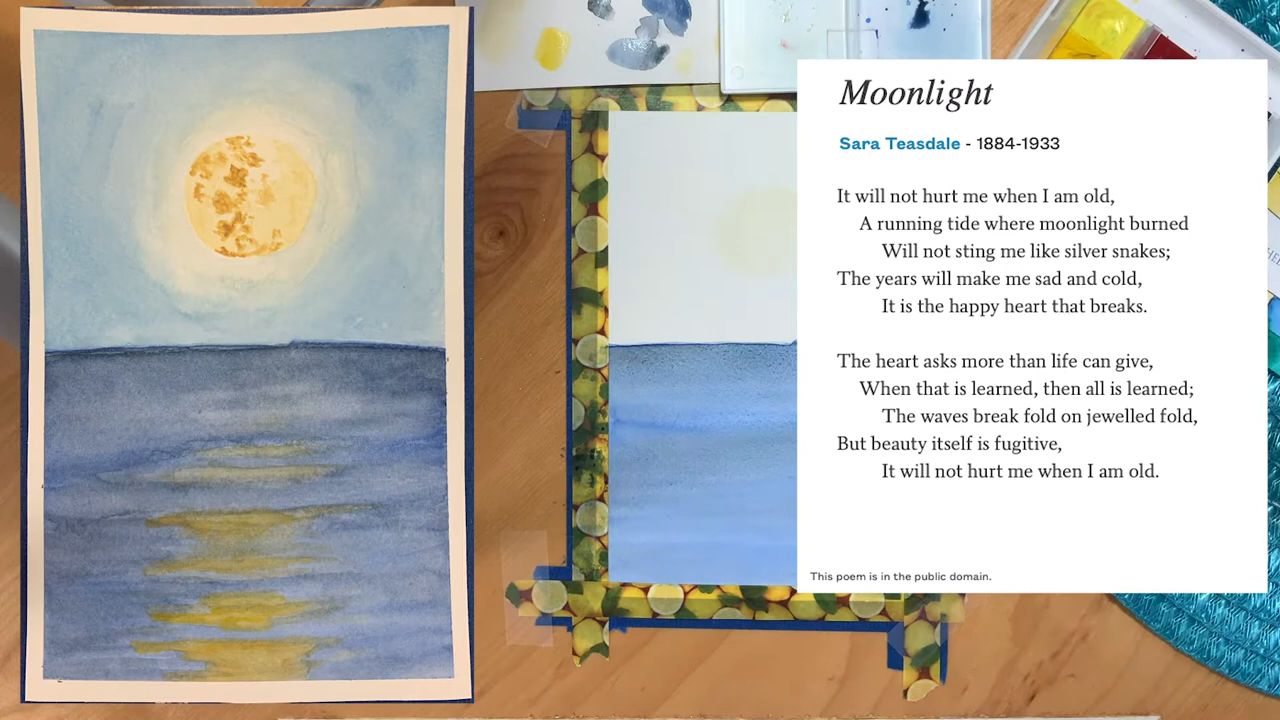 Moonlight
Sara Teasdale - 1884-1933
It will not hurt me when I am old,
A running tide where moonlight burned
Will not sting me like silver snakes;
The years will make me sad and cold,
It is the happy heart that breaks.
The heart asks more than life can give,
When that is learned, then all is learned;
The waves break fold on jewelled fold,
But beauty itself is fugitive,
It will not hurt me when I am old.
This poem is in the public domain.